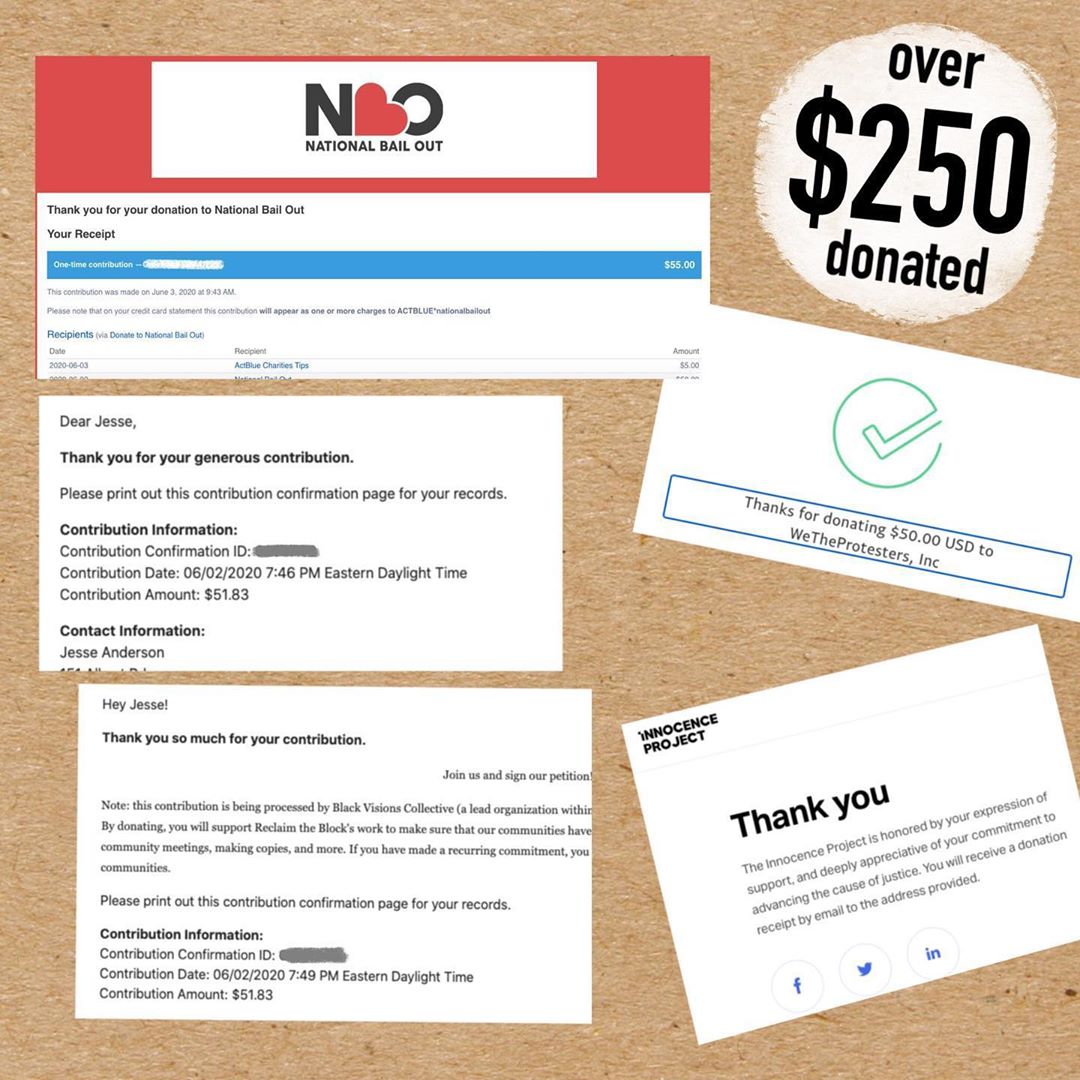 over
$250
donated
NBO
NATIONAL BAIL OUT
Thank you for your donation to National Bail Out
Your Receipt
One-time contribution — $55.00
This contribution was made on June 3, 2020 at 9:43 AM.
Please note that on your credit card statement this contribution will appear as one or more charges to ACTBLUE*nationalbailout
Recipients (via Donate to National Bail Out)
Date Recipient Amount
2020-06-03 ActBlue Charities Tips $5.00
National Bail Out
Thanks for donating $50.00 USD to
WeTheProtesters, Inc
Dear Jesse,
Thank you for your generous contribution.
Please print out this contribution confirmation page for your records.
Contribution Information:
Contribution Confirmation ID:
Contribution Date: 06/02/2020 7:46 PM Eastern Daylight Time
Contribution Amount: $51.83
Contact Information:
Jesse Anderson
Hey Jesse!
Thank you so much for your contribution.
Join us and sign our petition!
Note: this contribution is being processed by Black Visions Collective (a lead organization within
By donating, you will support Reclaim the Block's work to make sure that our communities have
community meetings, making copies, and more. If you have made a recurring commitment, you
communities.
Please print out this contribution confirmation page for your records.
Contribution Information:
Contribution Confirmation ID:
Contribution Date: 06/02/2020 7:49 PM Eastern Daylight Time
Contribution Amount: $51.83
INNOCENCE
PROJECT
Thank you
The Innocence Project is honored by your expression of
support, and deeply appreciative of your commitment to
advancing the cause of justice. You will receive a donation
receipt by email to the address provided.